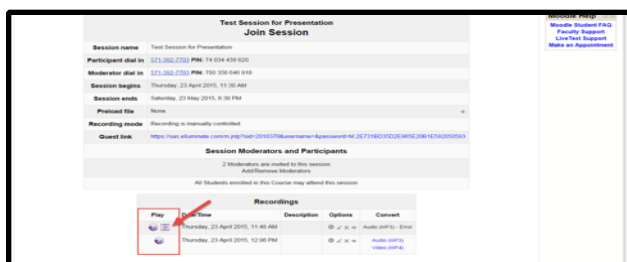 Test Session for Presentation
Join Session
Session name Test Session for Presentation
Participant dial in 571-392-7703 PIN: 74 034 439 620
Moderator dial in 571-392-7703 PIN: 700 356 646 918
Session begins Thursday, 23 April 2015, 11:30 AM
Session ends Saturday, 23 May 2015, 6:36 PM
Preload file None
Recording mode Recording is manually controlled
Guest link
Session Moderators and Participants
2 Moderators are invited to this session
Add/Remove Moderators
All Students enrolled in this Course may attend this session
Recordings
Play Date/Time Description Options Convert
Thursday, 23 April 2015, 11:40 AM Audio (MP3) - Error
Thursday, 23 April 2015, 12:06 PM Audio (MP3)
Video (MP4)
Moodle Help
Moodle Student FAQ
Faculty Support
LiveText Support
Make an Appointment